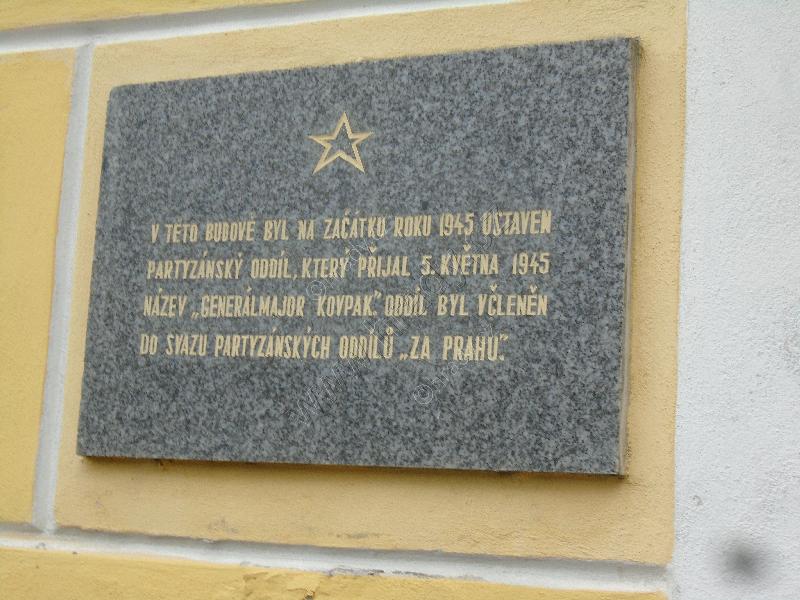 V TÉTO BUDOVĚ BYL NA ZAČÁTKU ROKU 1945 USTAVEN
PARTYZÁNSKÝ ODDÍL, KTERÝ PŘIJAL 5. KVĚTNA 1945
NÁZEV „GENERÁLMAJOR KOVPAK." ODDÍL BYL VČLENĚN
DO SVAZU PARTYZÁNSKÝCH ODDÍLŮ „ZA PRAHU."